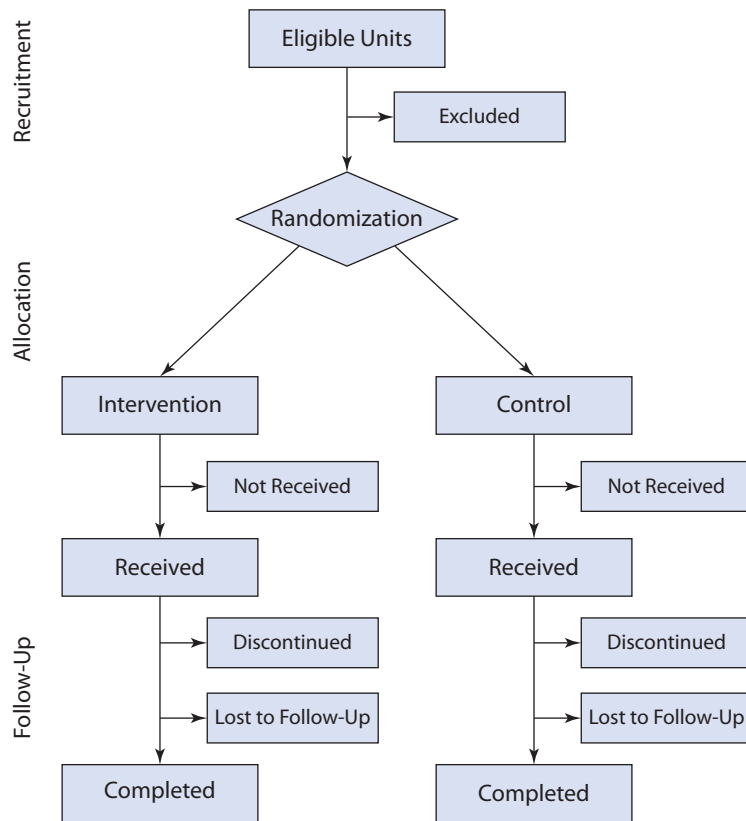 Recruitment
Eligible Units
Excluded
Allocation
Randomization
Intervention
Control
Not Received
Not Received
Follow-Up
Received
Received
Discontinued
Discontinued
Lost to Follow-Up
Lost to Follow-Up
Completed
Completed